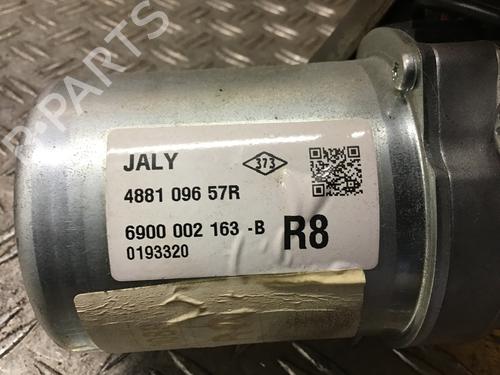 B-PARTS
JALY
373
4881 096 57R
6900 002 163 -B R8
0193320